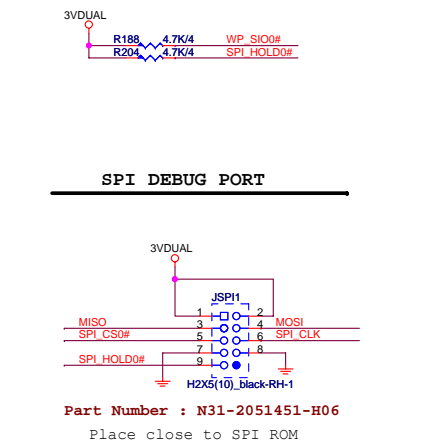 3VDUAL
R188 4.7K/4 WP_SIO0#
R204 4.7K/4 SPI_HOLD0#
SPI DEBUG PORT
3VDUAL
JSPI1
1 2
MISO 3 4 MOSI
SPI_CS0# 5 6 SPI_CLK
7 8
SPI_HOLD0# 9
H2X5(10)_black-RH-1
Part Number : N31-2051451-H06
Place close to SPI ROM